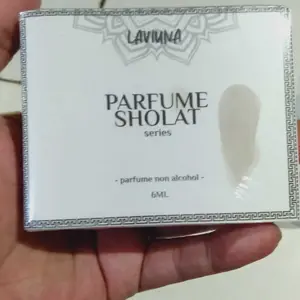 LAVIUNA
PARFUME
SHOLAT
series
- parfume non alcohol -
6ML